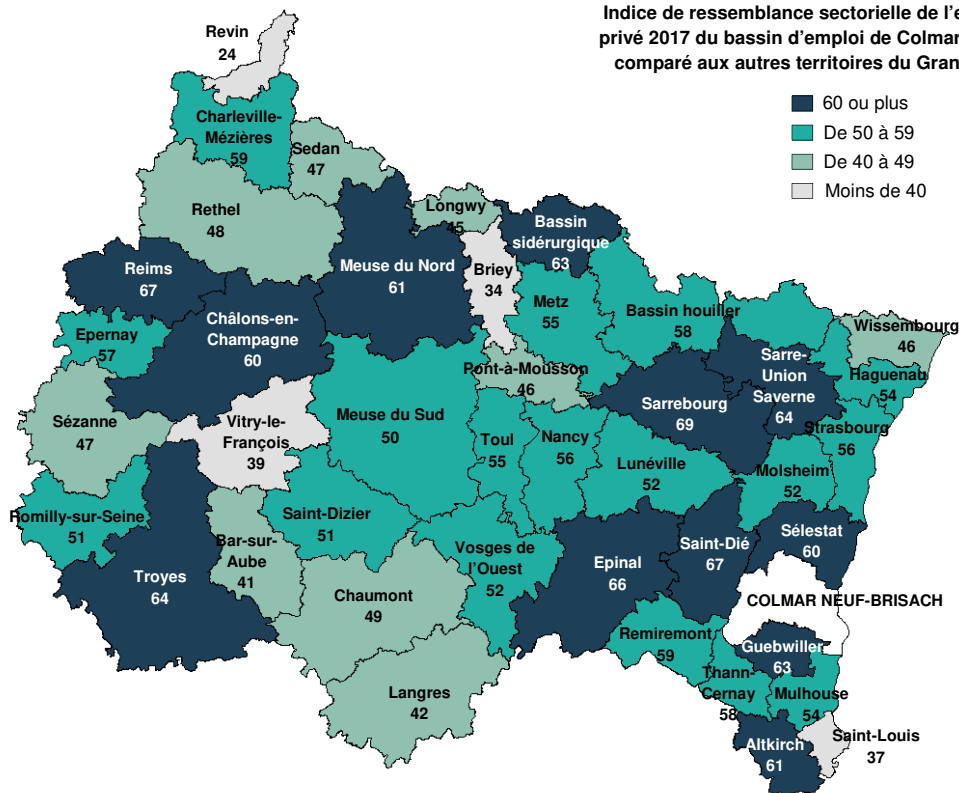 Indice de ressemblance sectorielle de l'e
privé 2017 du bassin d'emploi de Colmar
comparé aux autres territoires du Gran
60 ou plus
De 50 à 59
De 40 à 49
Moins de 40
Revin
24
Charleville-
Mézières
59
Sedan
47
Rethel
48
Longwy
45
Bassin
sidérurgique
63
Reims
67
Meuse du Nord
61
Briey
34
Metz
55
Bassin houiller
58
Wissembourg
46
Epernay
57
Châlons-en-
Champagne
60
Pont-à-Mousson
46
Sarre-
Union
Saverne
64
Haguenau
54
Sézanne
47
Vitry-le-
François
39
Meuse du Sud
50
Toul
55
Nancy
56
Sarrebourg
69
Strasbourg
56
Lunéville
52
Molsheim
52
Romilly-sur-Seine
51
Saint-Dizier
51
Bar-sur-
Aube
41
Troyes
64
Vosges de
l'Ouest
52
Epinal
66
Saint-Dié
67
Sélestat
60
Chaumont
49
COLMAR NEUF-BRISACH
Remiremont
59
Guebwiller
63
Langres
42
Thann-
Cernay
58
Mulhouse
54
Altkirch
61
Saint-Louis
37